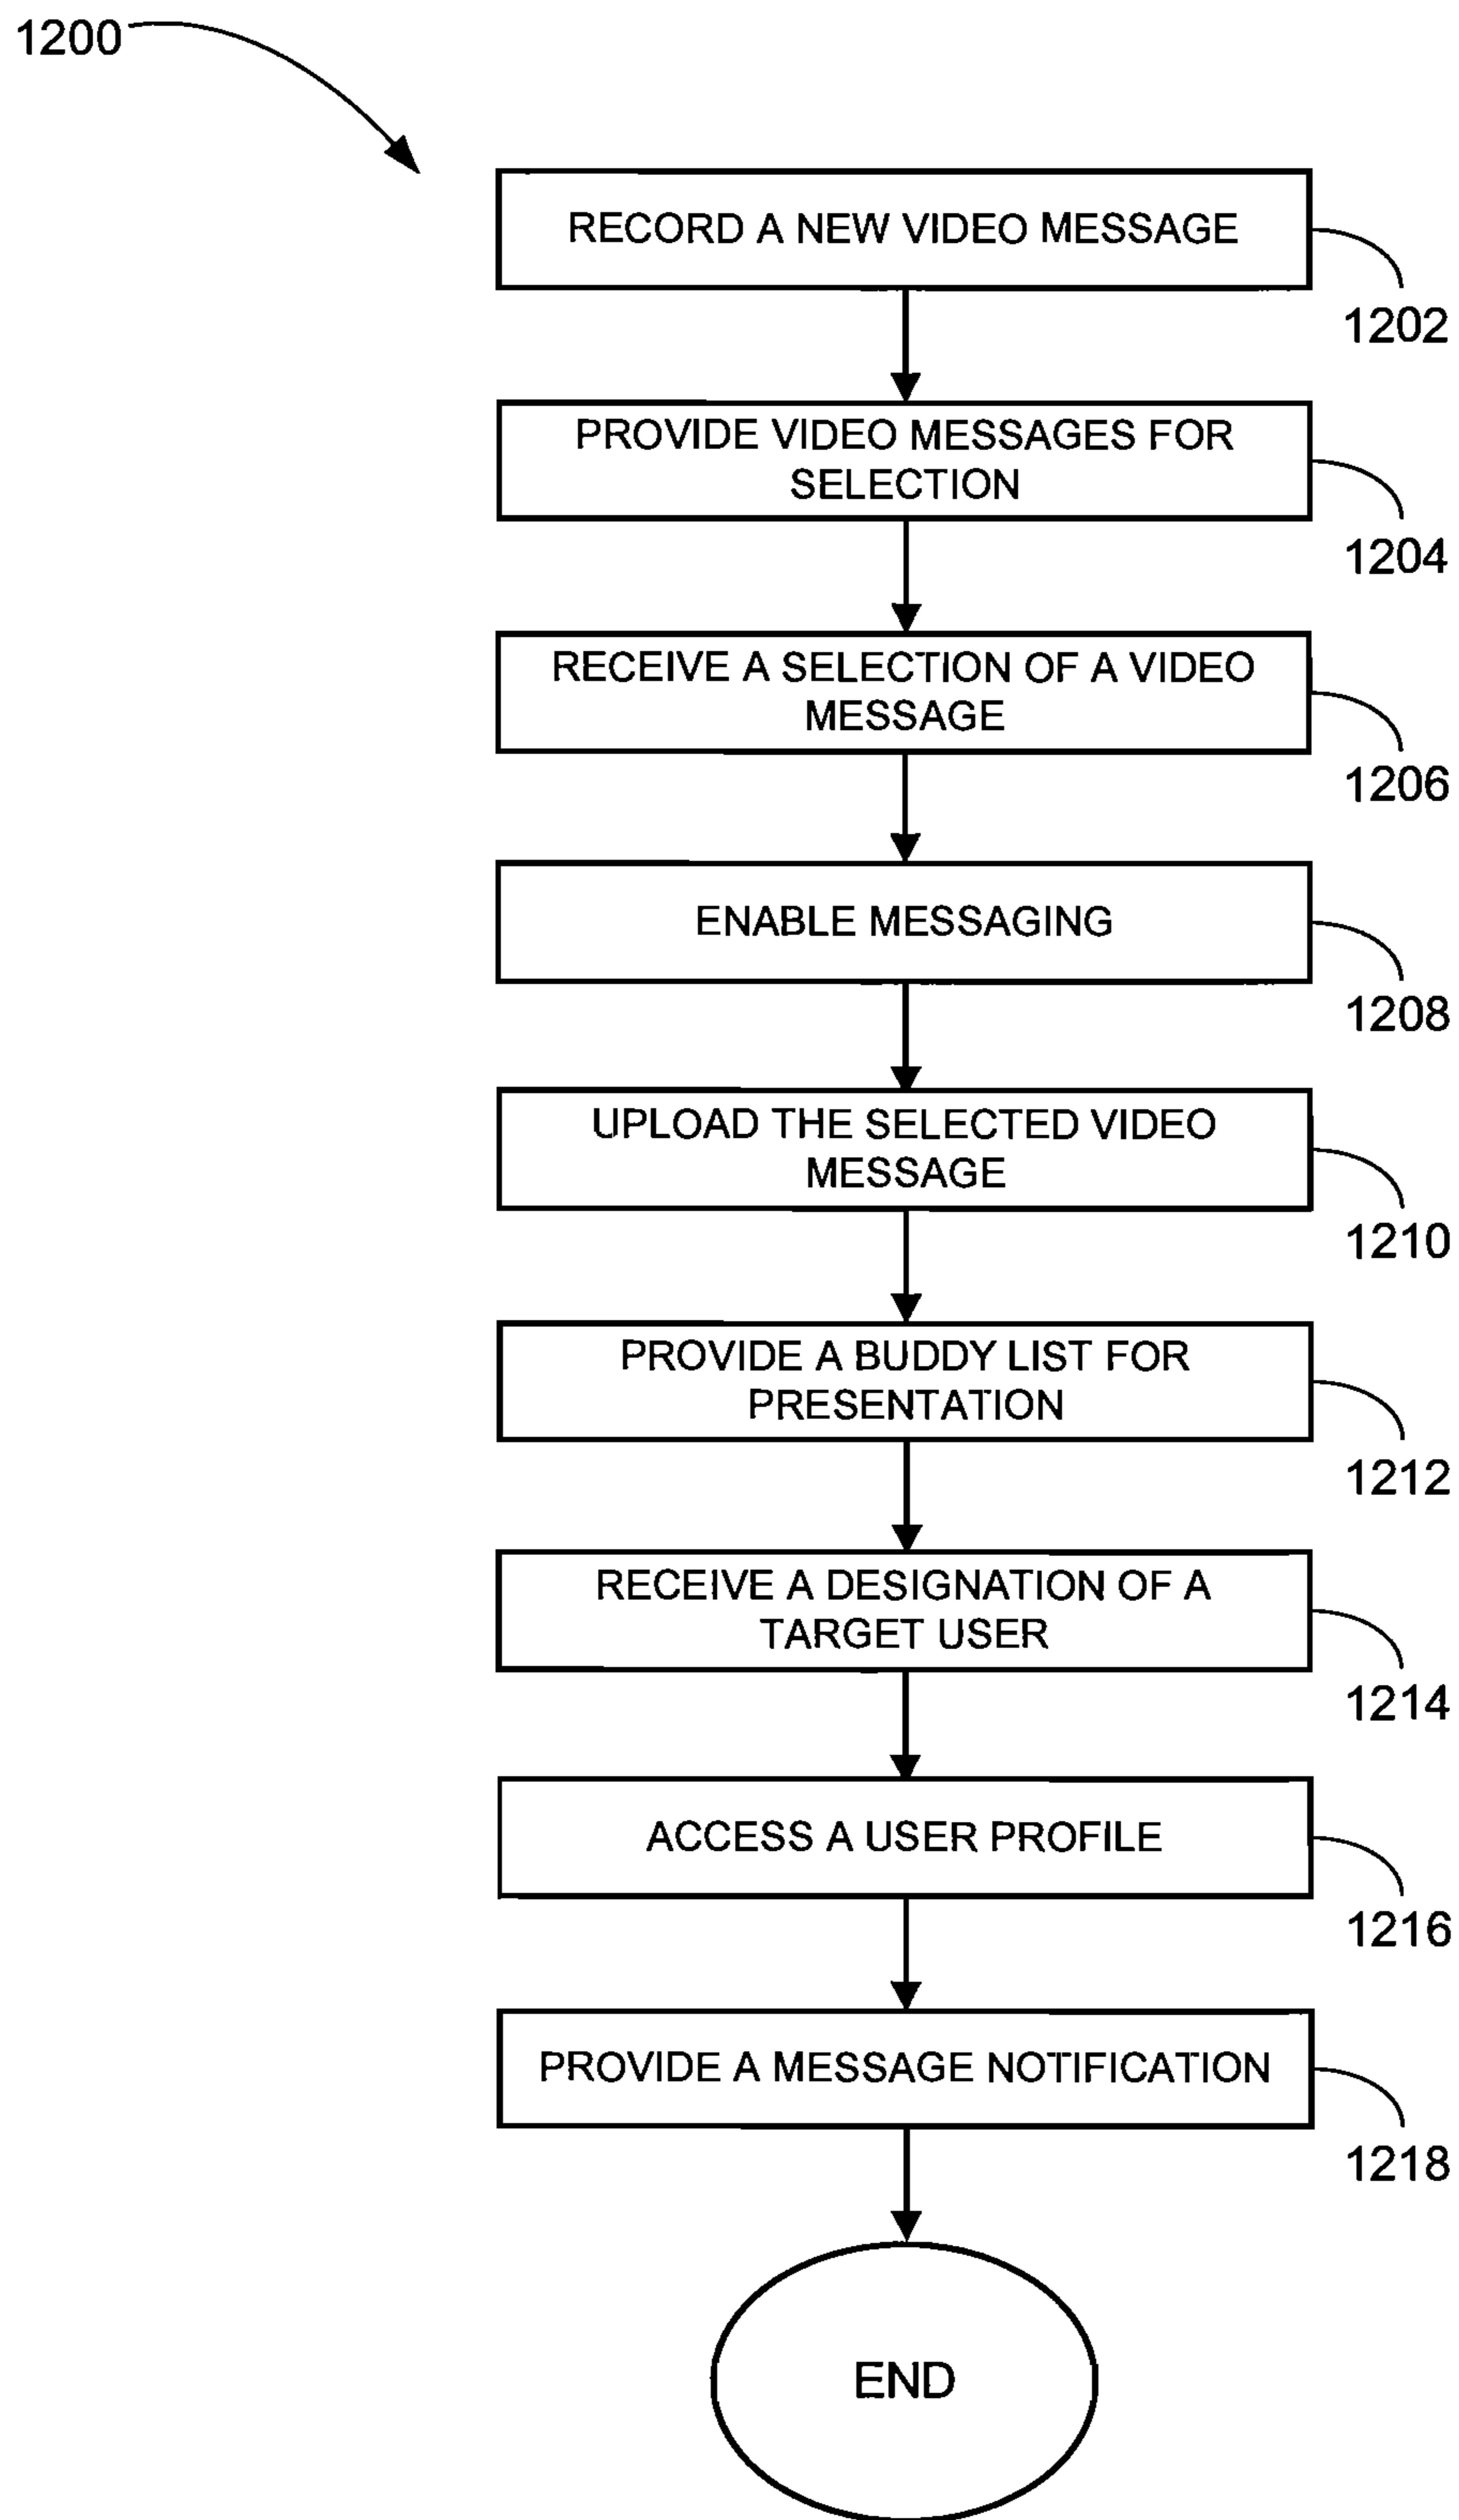 1200
RECORD A NEW VIDEO MESSAGE
1202
PROVIDE VIDEO MESSAGES FOR
SELECTION
1204
RECEIVE A SELECTION OF A VIDEO
MESSAGE
1206
ENABLE MESSAGING
1208
UPLOAD THE SELECTED VIDEO
MESSAGE
1210
PROVIDE A BUDDY LIST FOR
PRESENTATION
1212
RECEIVE A DESIGNATION OF A
TARGET USER
1214
ACCESS A USER PROFILE
1216
PROVIDE A MESSAGE NOTIFICATION
1218
END